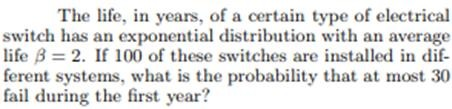 The life, in years, of a certain type of electrical
switch has an exponential distribution with an average
life β = 2. If 100 of these switches are installed in dif-
ferent systems, what is the probability that at most 30
fail during the first year?